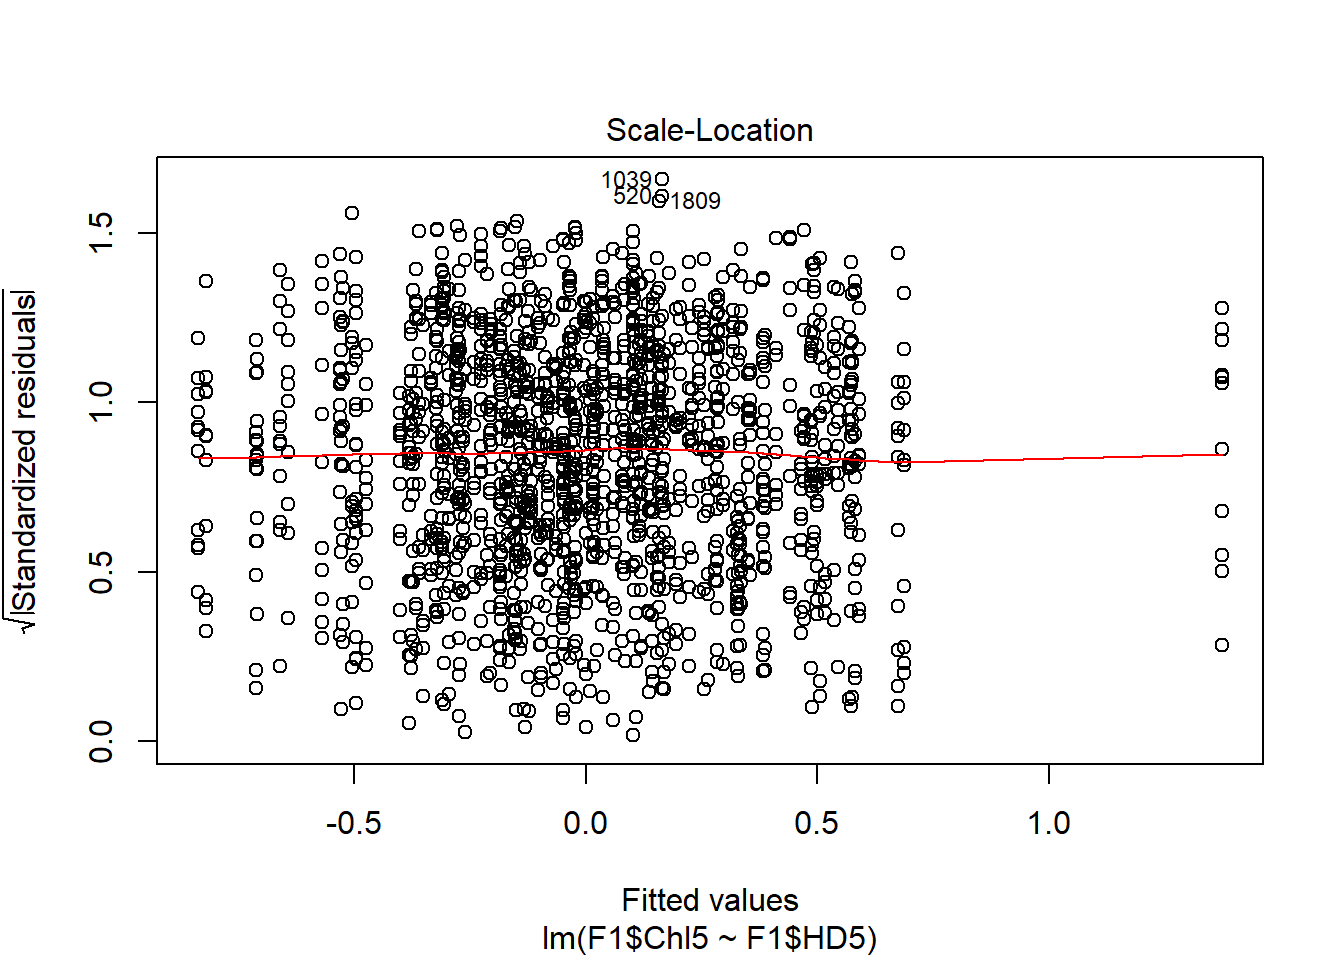 Scale-Location
1039
520
1809
√|Standardized residuals|
1.5
1.0
0.5
0.0
-0.5
0.0
0.5
1.0
Fitted values
lm(F1$Chl5 ~ F1$HD5)